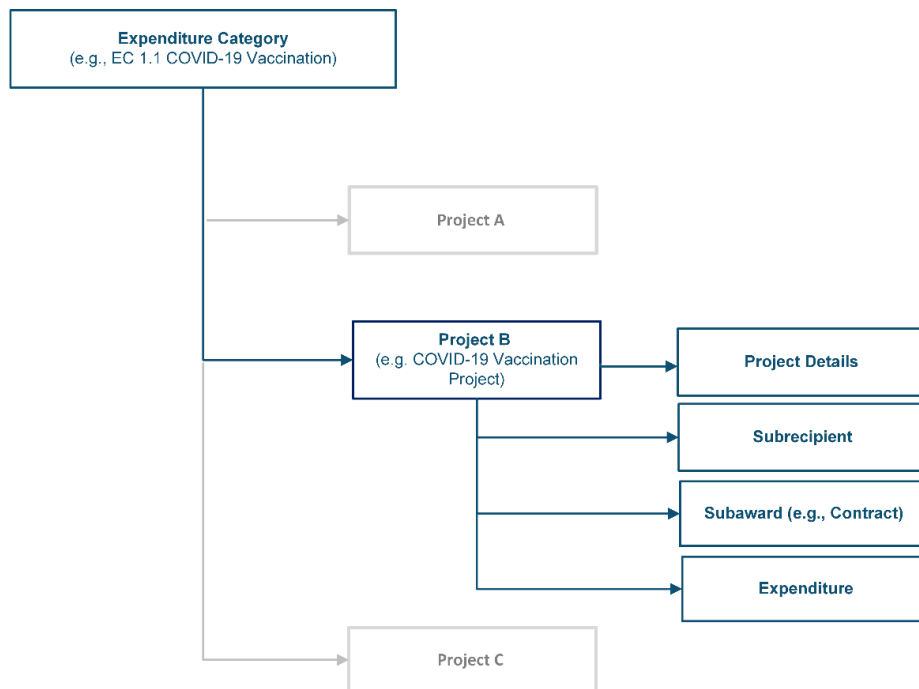 Expenditure Category
(e.g., EC 1.1 COVID-19 Vaccination)
Project A
Project B
(e.g. COVID-19 Vaccination
Project)
Project Details
Subrecipient
Subaward (e.g., Contract)
Expenditure
Project C